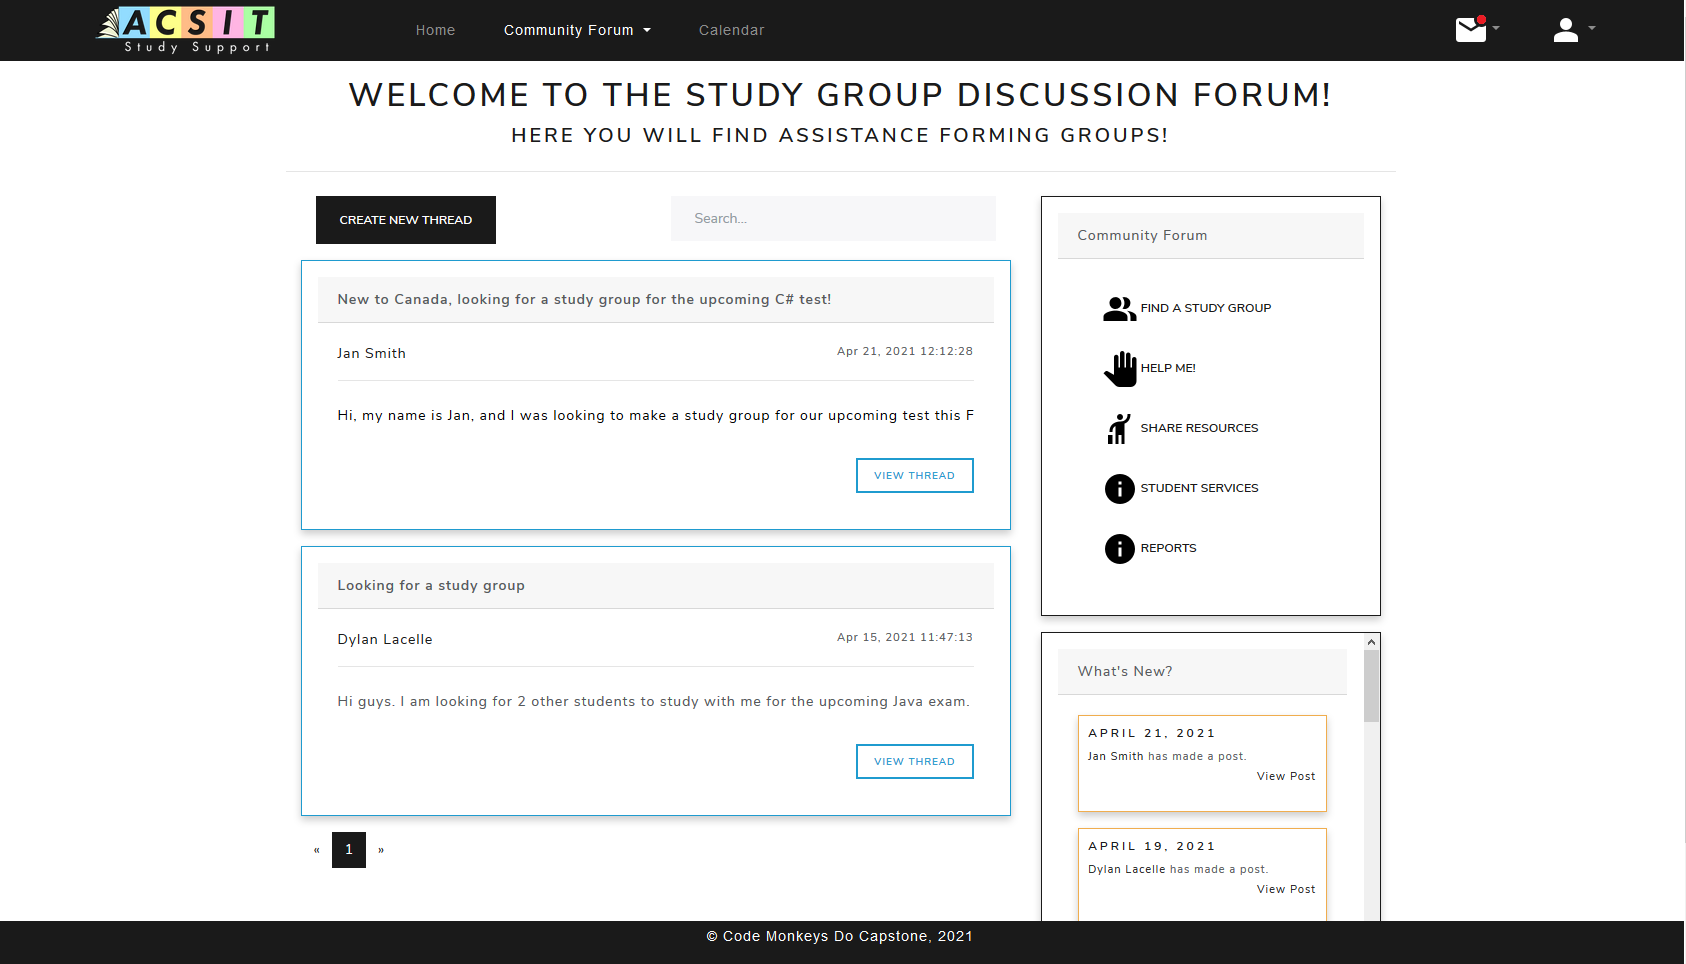 ACSIT
Study Support
Home
Community Forum
Calendar
WELCOME TO THE STUDY GROUP DISCUSSION FORUM!
HERE YOU WILL FIND ASSISTANCE FORMING GROUPS!
CREATE NEW THREAD
Search...
New to Canada, looking for a study group for the upcoming C# test!
Jan Smith
Apr 21, 2021 12:12:28
Hi, my name is Jan, and I was looking to make a study group for our upcoming test this F
VIEW THREAD
Looking for a study group
Dylan Lacelle
Apr 15, 2021 11:47:13
Hi guys. I am looking for 2 other students to study with me for the upcoming Java exam.
VIEW THREAD
« 1 »
Community Forum
FIND A STUDY GROUP
HELP ME!
SHARE RESOURCES
STUDENT SERVICES
REPORTS
What's New?
APRIL 21, 2021
Jan Smith has made a post.
View Post
APRIL 19, 2021
Dylan Lacelle has made a post.
View Post
© Code Monkeys Do Capstone, 2021